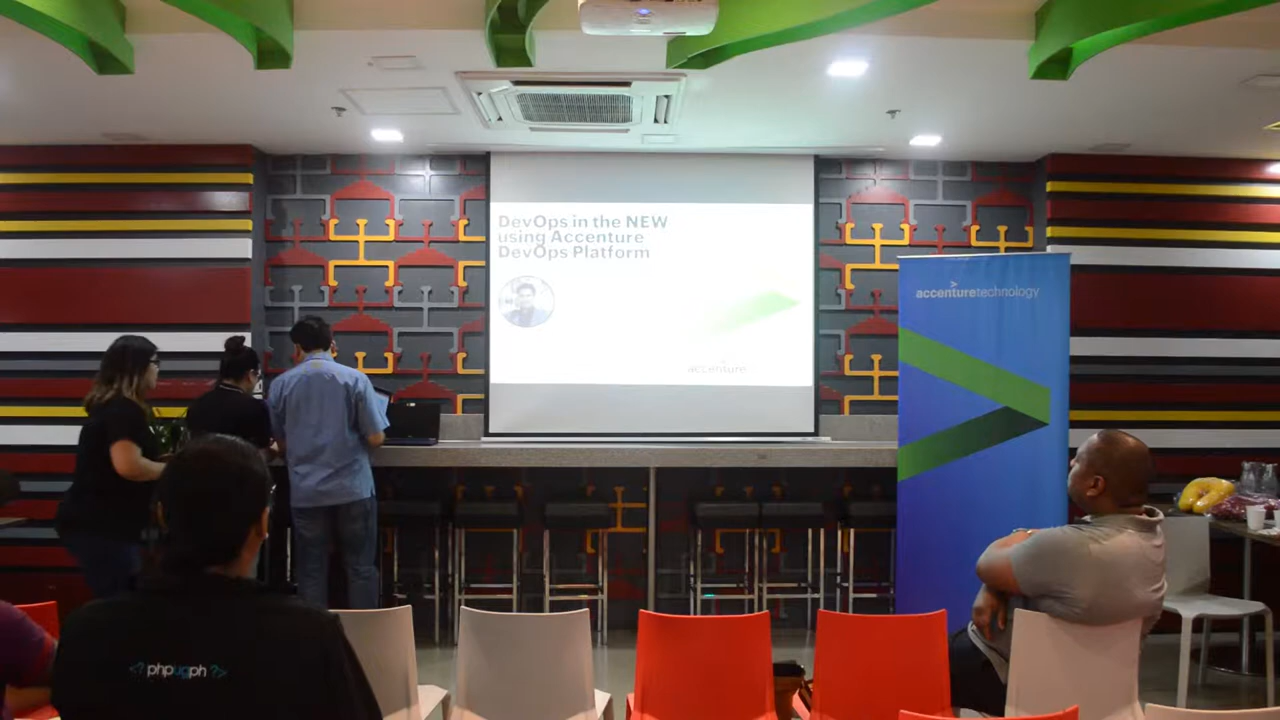 DevOps in the NEW
using Accenture
DevOps Platform
accenture
accenturetechnology
<? phpugph ?>